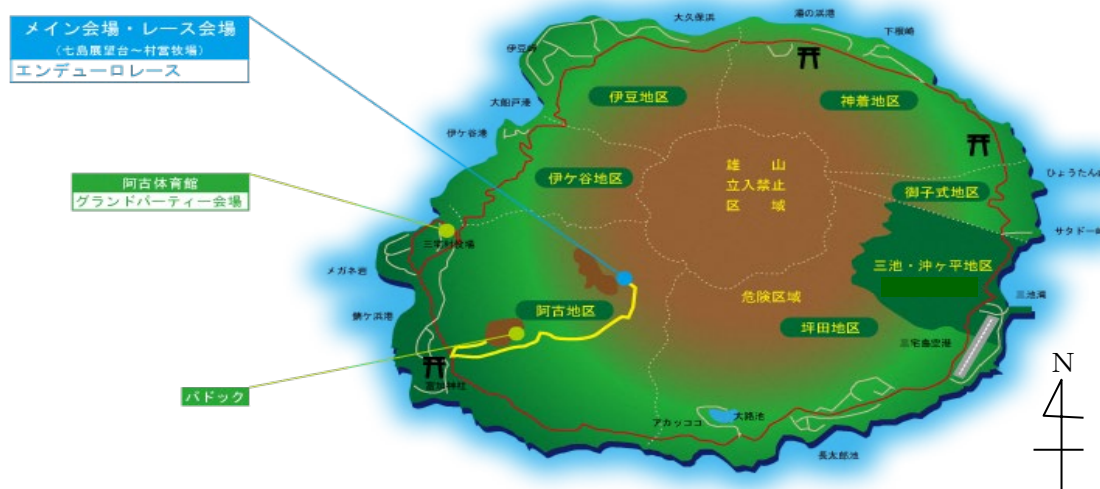 メイン会場・レース会場
（七島展望台〜村営牧場）
エンデューロレース
阿古体育館
グランドパーティー会場
パドック
大久保浜
湯の浜港
下根崎
伊豆岬
大船戸港
伊ケ谷港
伊豆地区
神着地区
伊ケ谷地区
雄　山
立入禁止
区　域
御子式地区
ひょうたん
サタドー
三宅村役場
メガネ岩
三池・沖ヶ平地区
危険区域
三池港
錆ケ浜港
阿古地区
坪田地区
三宅島空港
富賀神社
アカッココ
大路池
長太郎池
N